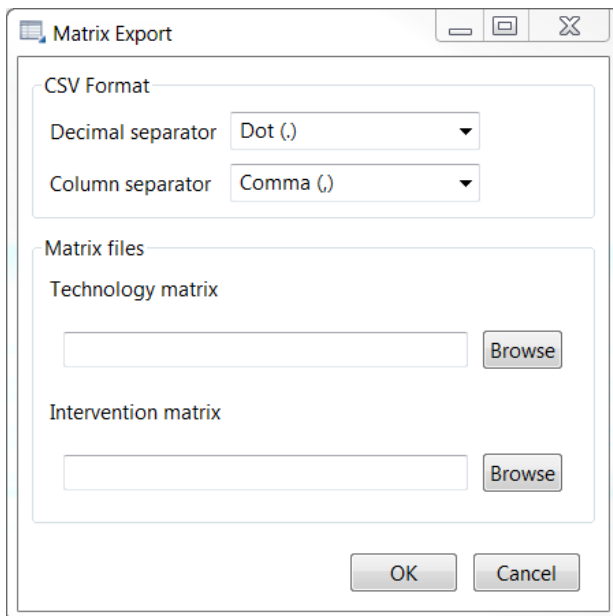 Matrix Export
CSV Format
Decimal separator Dot (.)
Column separator Comma (,)
Matrix files
Technology matrix
Browse
Intervention matrix
Browse
OK Cancel